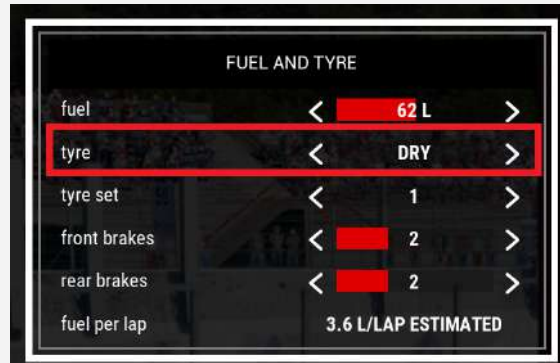 FUEL AND TYRE
fuel < 62 L >
tyre < DRY >
tyre set < 1 >
front brakes < 2 >
rear brakes < 2 >
fuel per lap 3.6 L/LAP ESTIMATED